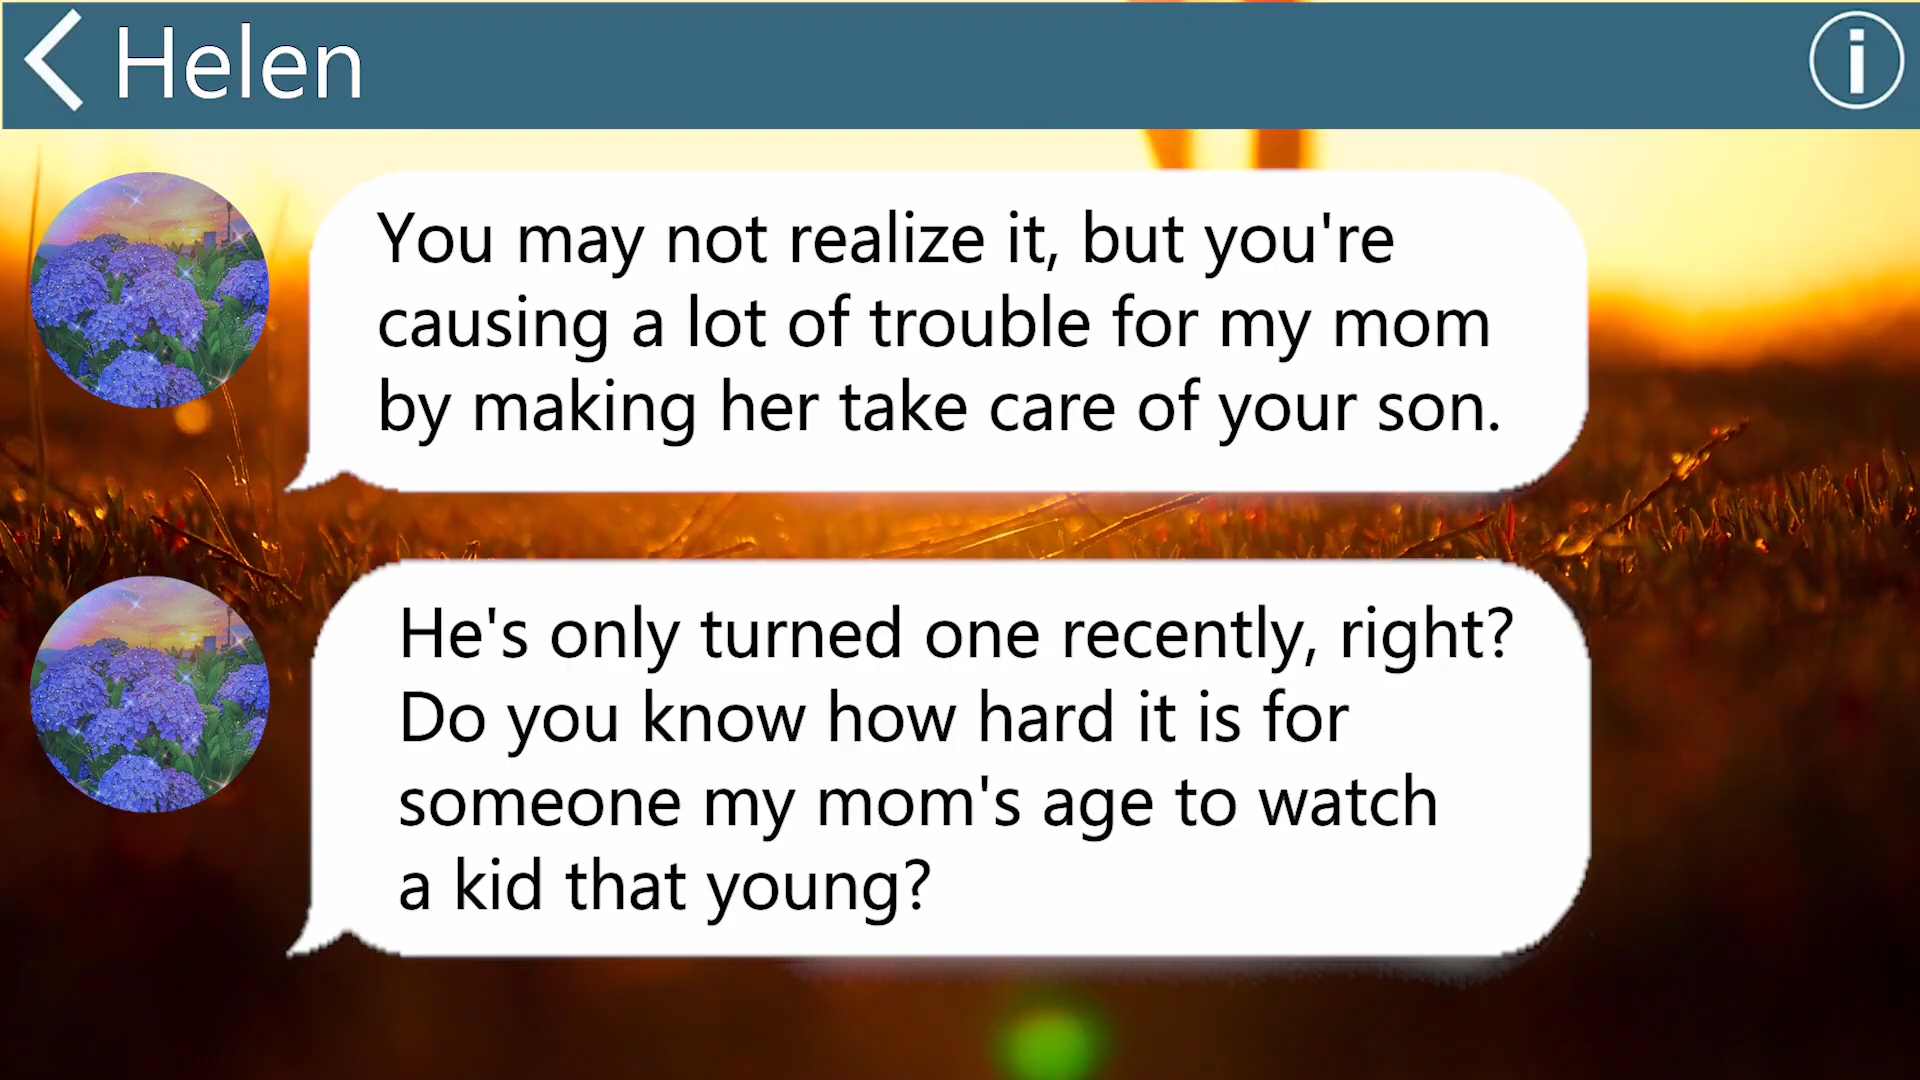 Helen
You may not realize it, but you're
causing a lot of trouble for my mom
by making her take care of your son.
He's only turned one recently, right?
Do you know how hard it is for
someone my mom's age to watch
a kid that young?